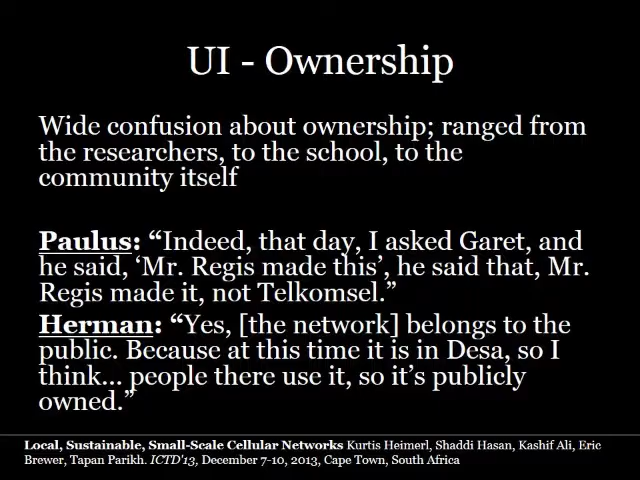 UI - Ownership
Wide confusion about ownership; ranged from
the researchers, to the school, to the
community itself
Paulus: “Indeed, that day, I asked Garet, and
he said, ‘Mr. Regis made this’, he said that, Mr.
Regis made it, not Telkomsel.”
Herman: “Yes, [the network] belongs to the
public. Because at this time it is in Desa, so I
think... people there use it, so it’s publicly
owned.”
Local, Sustainable, Small-Scale Cellular Networks Kurtis Heimerl, Shaddi Hasan, Kashif Ali, Eric
Brewer, Tapan Parikh. ICTD'13, December 7-10, 2013, Cape Town, South Africa